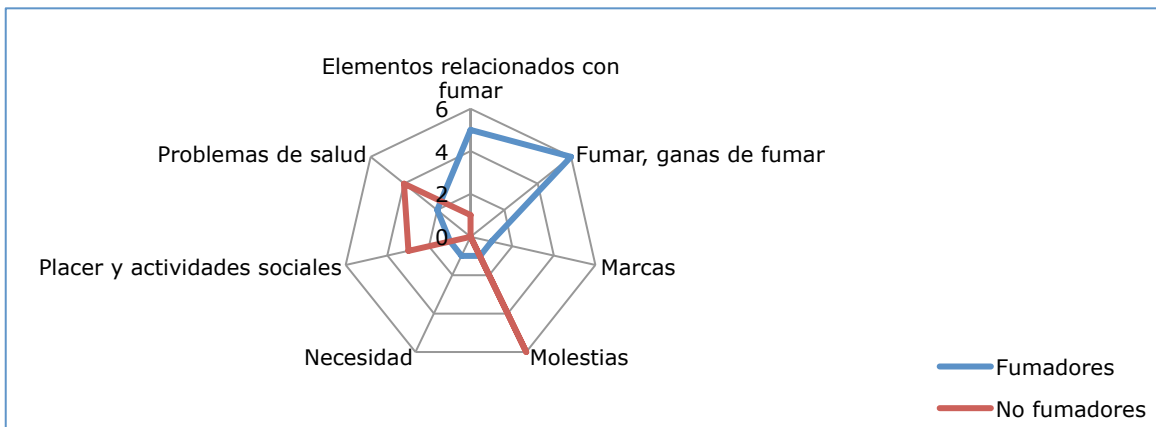 Elementos relacionados con
fumar
6
Problemas de salud
4
Fumar, ganas de fumar
2
0
Placer y actividades sociales
Marcas
Necesidad
Molestias
Fumadores
No fumadores